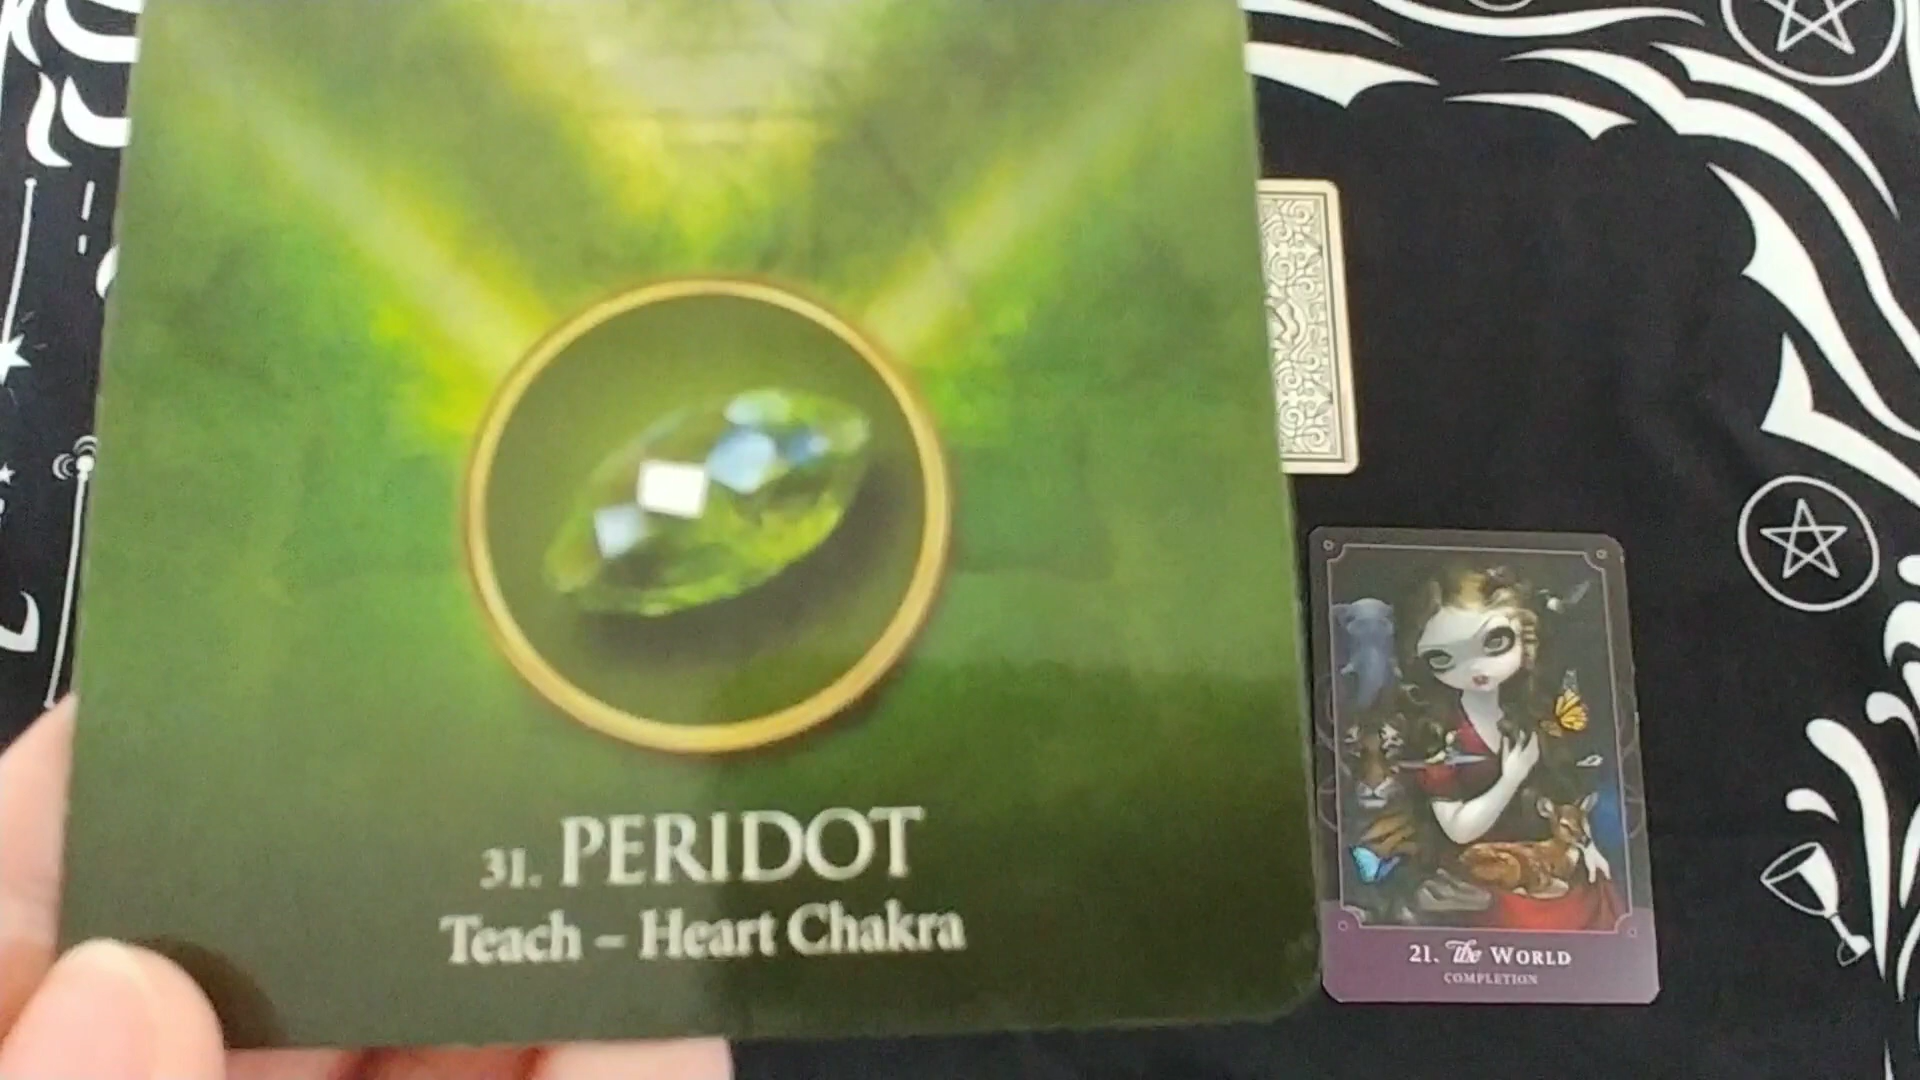 31. PERIDOT
Teach – Heart Chakra
21. The WORLD
COMPLETION